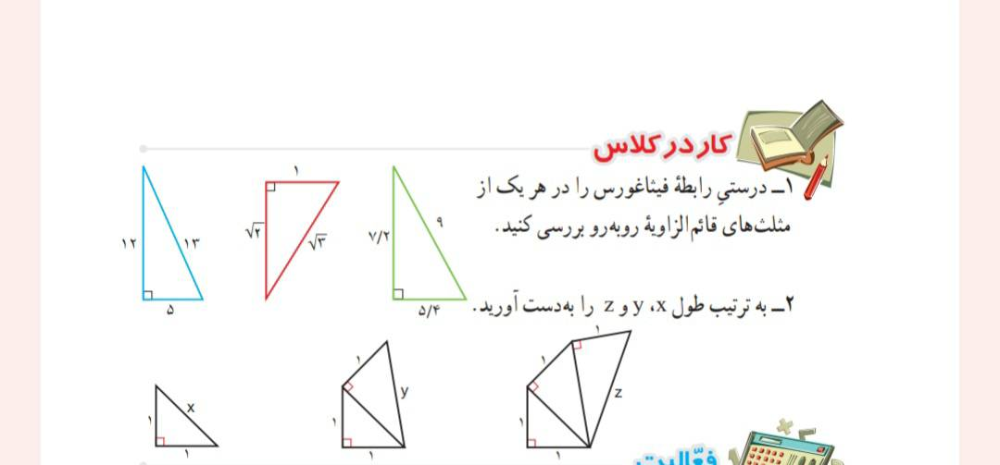 کار در کلاس
۱ــ درستیِ رابطهٔ فیثاغورس را در هر یک از
مثلث‌های قائم‌الزاویهٔ روبه‌رو بررسی کنید.
۱۲
۱۳
۵
۱
√۲
√۳
۷/۲
۹
۵/۴
۲ــ به ترتیب طول x، y و z را به‌دست آورید.
۱
x
۱
۱
۱
y
۱
۱
۱
۱
z
۱
فعّالیت